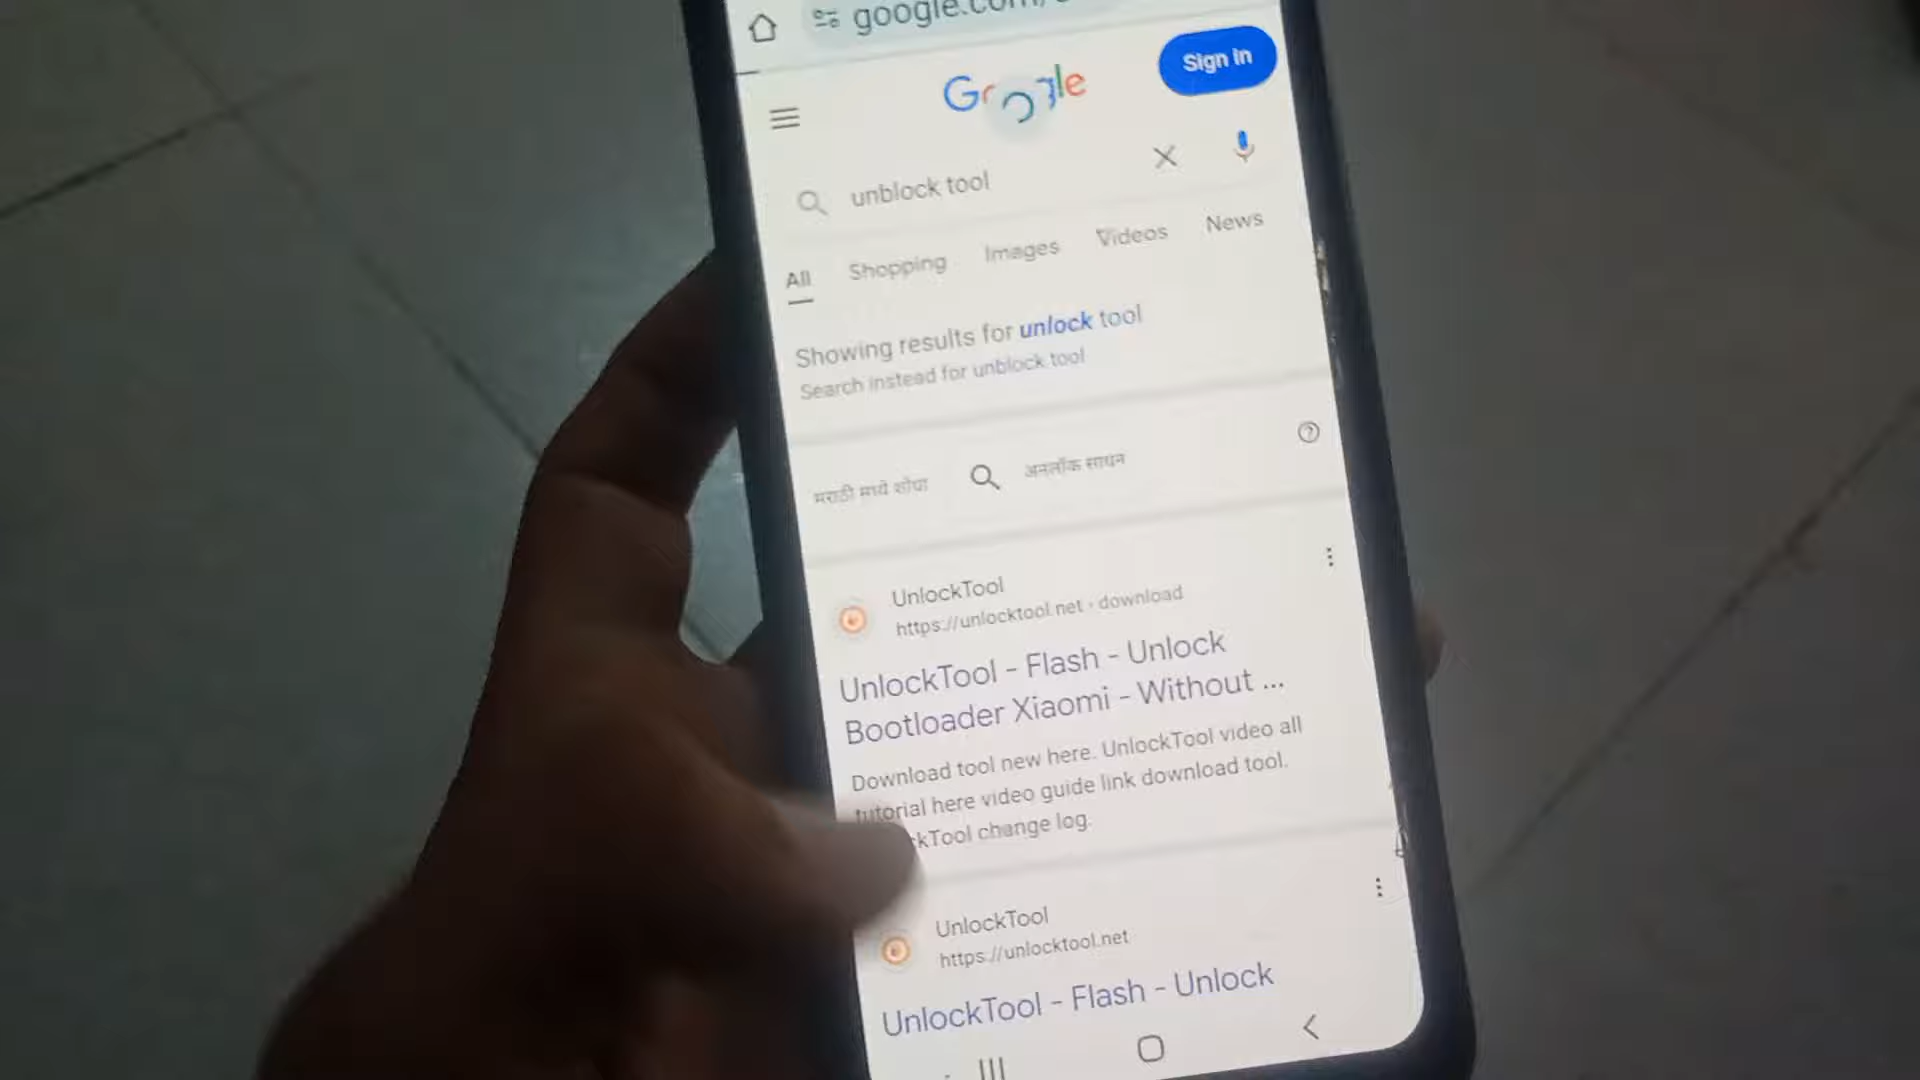 google.com/
Google
Sign in
unblock tool
All Shopping Images Videos News
Showing results for unlock tool
Search instead for unblock tool
मराठी मध्ये शोधा अनलॉक साधन
UnlockTool
https://unlocktool.net › download
UnlockTool - Flash - Unlock
Bootloader Xiaomi - Without ...
Download tool new here. UnlockTool video all
tutorial here video guide link download tool.
ckTool change log.
UnlockTool
https://unlocktool.net
UnlockTool - Flash - Unlock